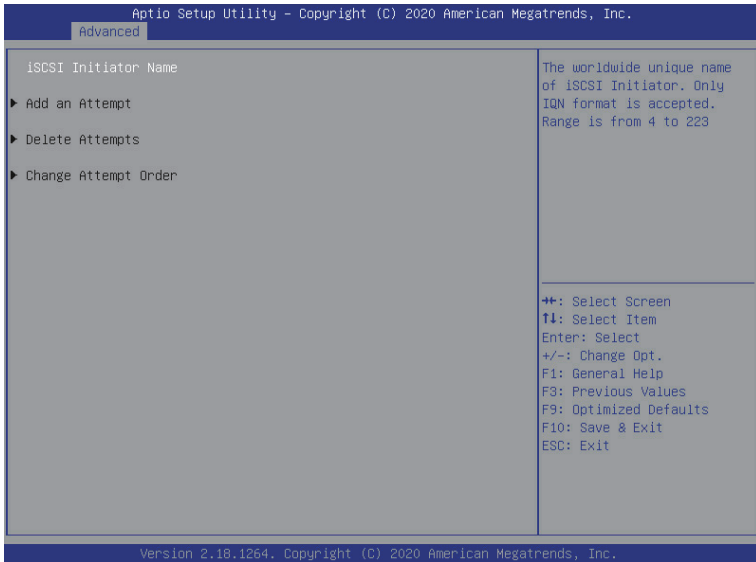 Aptio Setup Utility – Copyright (C) 2020 American Megatrends, Inc.
Advanced
iSCSI Initiator Name
▶ Add an Attempt
▶ Delete Attempts
▶ Change Attempt Order
The worldwide unique name
of iSCSI Initiator. Only
IQN format is accepted.
Range is from 4 to 223
→←: Select Screen
↑↓: Select Item
Enter: Select
+/-: Change Opt.
F1: General Help
F3: Previous Values
F9: Optimized Defaults
F10: Save & Exit
ESC: Exit
Version 2.18.1264. Copyright (C) 2020 American Megatrends, Inc.